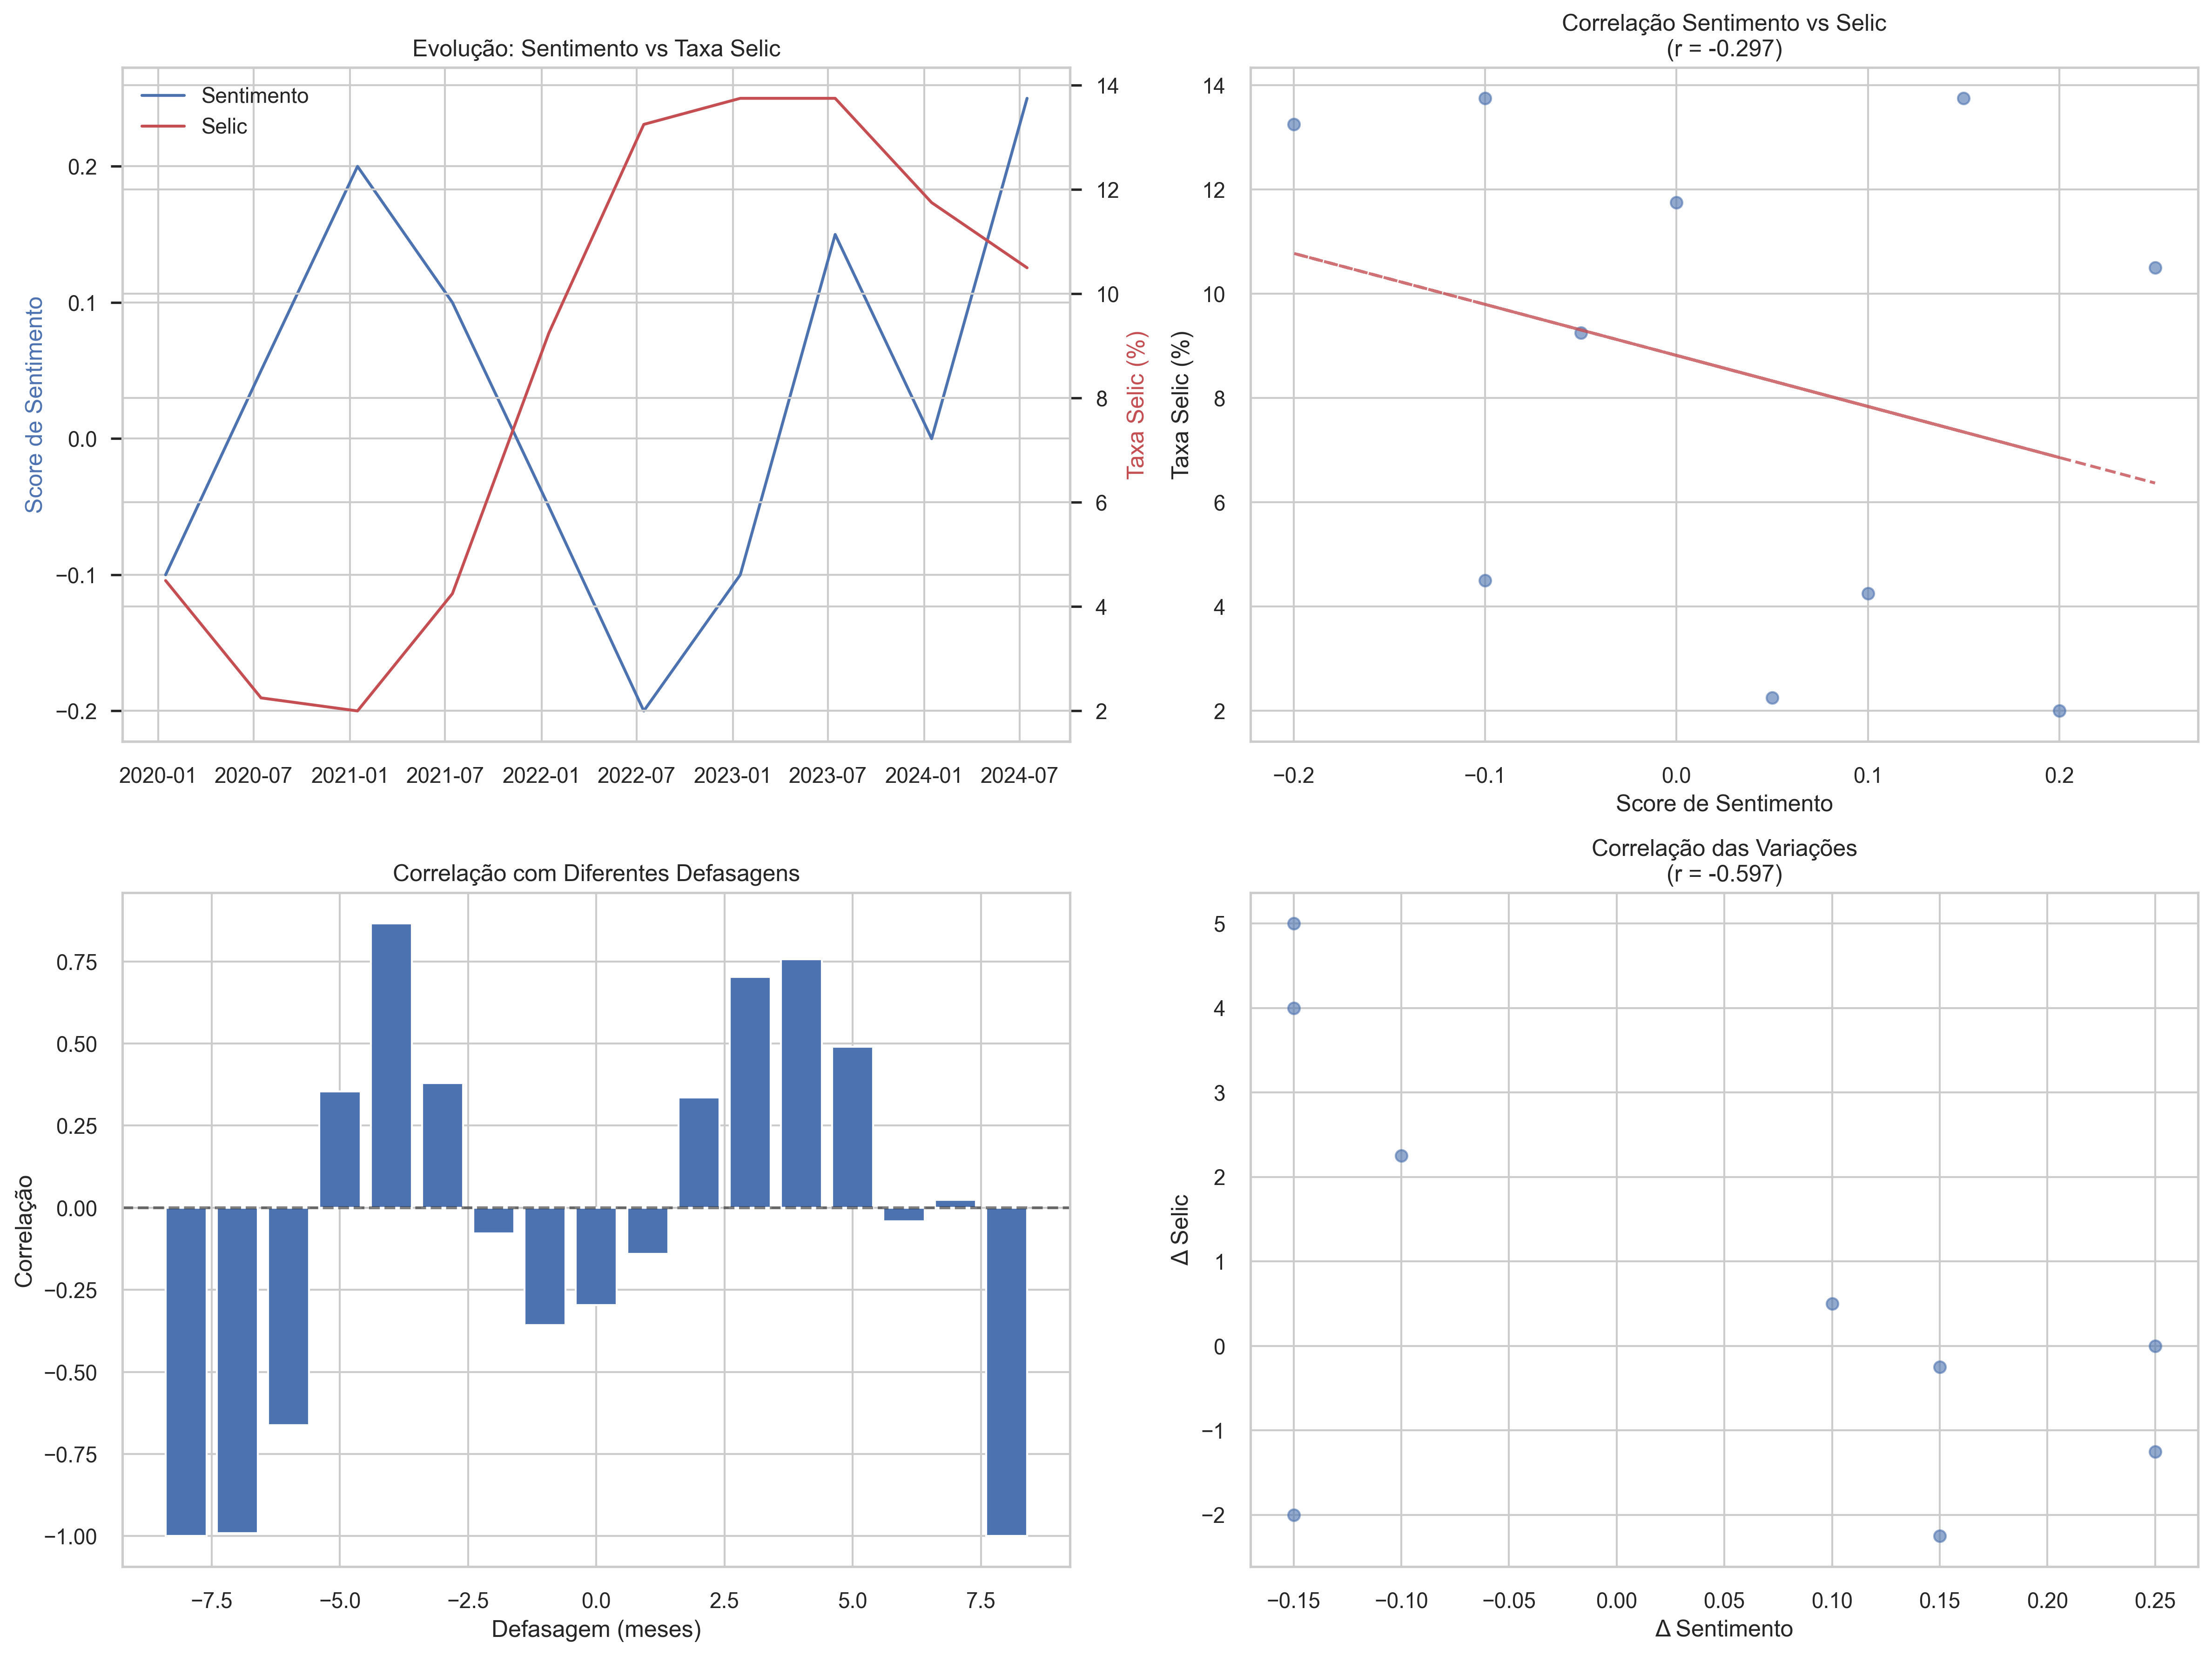 Evolução: Sentimento vs Taxa Selic
Sentimento
Selic
Score de Sentimento
0.2
0.1
0.0
−0.1
−0.2
14
12
10
8
6
4
2
Taxa Selic (%)
2020-01 2020-07 2021-01 2021-07 2022-01 2022-07 2023-01 2023-07 2024-01 2024-07
Correlação Sentimento vs Selic
(r = -0.297)
Taxa Selic (%)
14
12
10
8
6
4
2
−0.2 −0.1 0.0 0.1 0.2
Score de Sentimento
Correlação com Diferentes Defasagens
Correlação
0.75
0.50
0.25
0.00
−0.25
−0.50
−0.75
−1.00
−7.5 −5.0 −2.5 0.0 2.5 5.0 7.5
Defasagem (meses)
Correlação das Variações
(r = -0.597)
Δ Selic
5
4
3
2
1
0
−1
−2
−0.15 −0.10 −0.05 0.00 0.05 0.10 0.15 0.20 0.25
Δ Sentimento